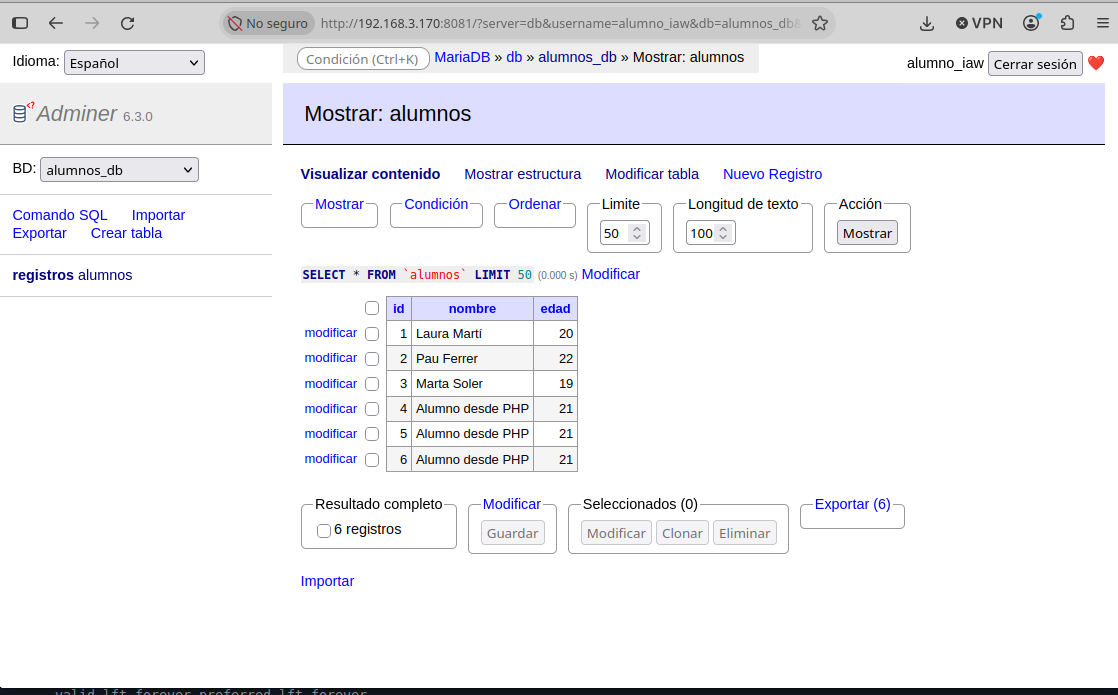 No seguro http://192.168.3.170:8081/?server=db&username=alumno_iaw&db=alumnos_db& VPN
Idioma: Español
Condición (Ctrl+K) MariaDB » db » alumnos_db » Mostrar: alumnos
alumno_iaw Cerrar sesión
Adminer 6.3.0
Mostrar: alumnos
BD: alumnos_db
Comando SQL Importar
Exportar Crear tabla
registros alumnos
Visualizar contenido Mostrar estructura Modificar tabla Nuevo Registro
Mostrar Condición Ordenar Limite Longitud de texto Acción
50 100 Mostrar
SELECT * FROM `alumnos` LIMIT 50 (0.000 s) Modificar
id nombre edad
modificar 1 Laura Martí 20
modificar 2 Pau Ferrer 22
modificar 3 Marta Soler 19
modificar 4 Alumno desde PHP 21
modificar 5 Alumno desde PHP 21
modificar 6 Alumno desde PHP 21
Resultado completo Modificar Seleccionados (0) Exportar (6)
6 registros Guardar Modificar Clonar Eliminar
Importar
valid_lft forever preferred_lft forever